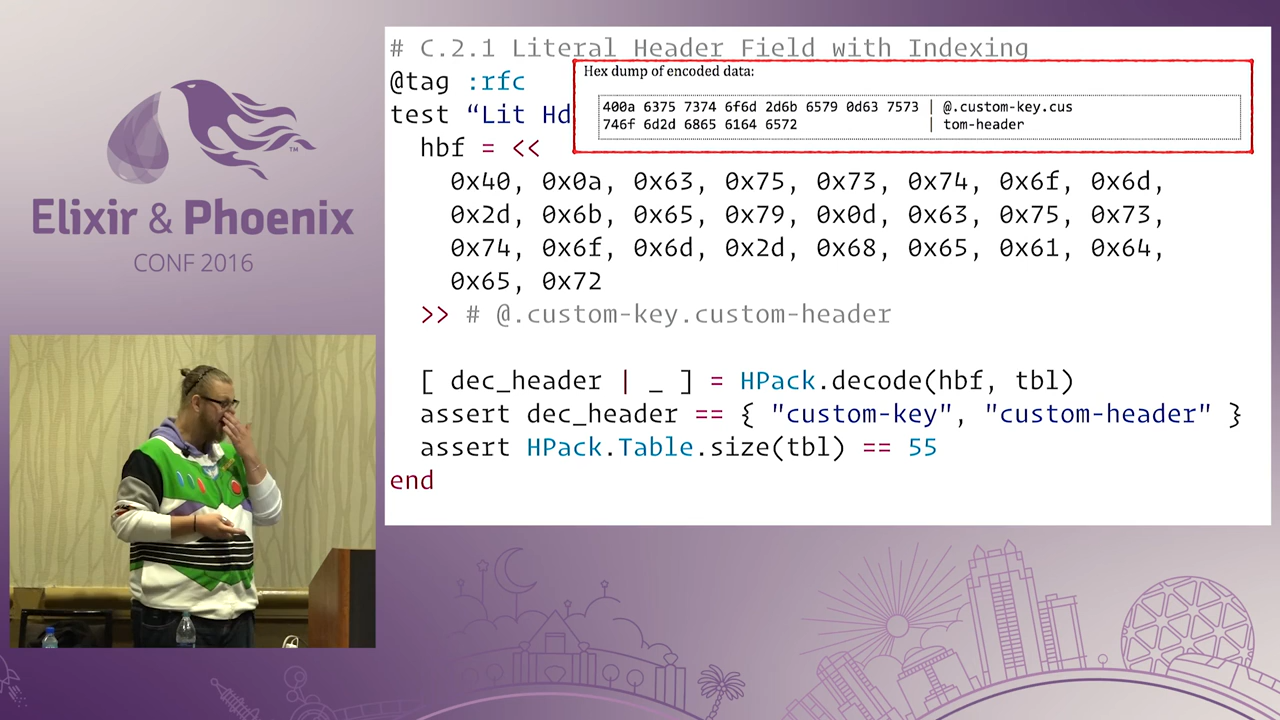 Elixir & Phoenix
CONF 2016
TM
# C.2.1 Literal Header Field with Indexing
@tag :rfc
test “Lit Hd
hbf = <<
Hex dump of encoded data:
400a 6375 7374 6f6d 2d6b 6579 0d63 7573 | @.custom-key.cus
746f 6d2d 6865 6164 6572 | tom-header
0x40, 0x0a, 0x63, 0x75, 0x73, 0x74, 0x6f, 0x6d,
0x2d, 0x6b, 0x65, 0x79, 0x0d, 0x63, 0x75, 0x73,
0x74, 0x6f, 0x6d, 0x2d, 0x68, 0x65, 0x61, 0x64,
0x65, 0x72
>> # @.custom-key.custom-header
[ dec_header | _ ] = HPack.decode(hbf, tbl)
assert dec_header == { "custom-key", "custom-header" }
assert HPack.Table.size(tbl) == 55
end